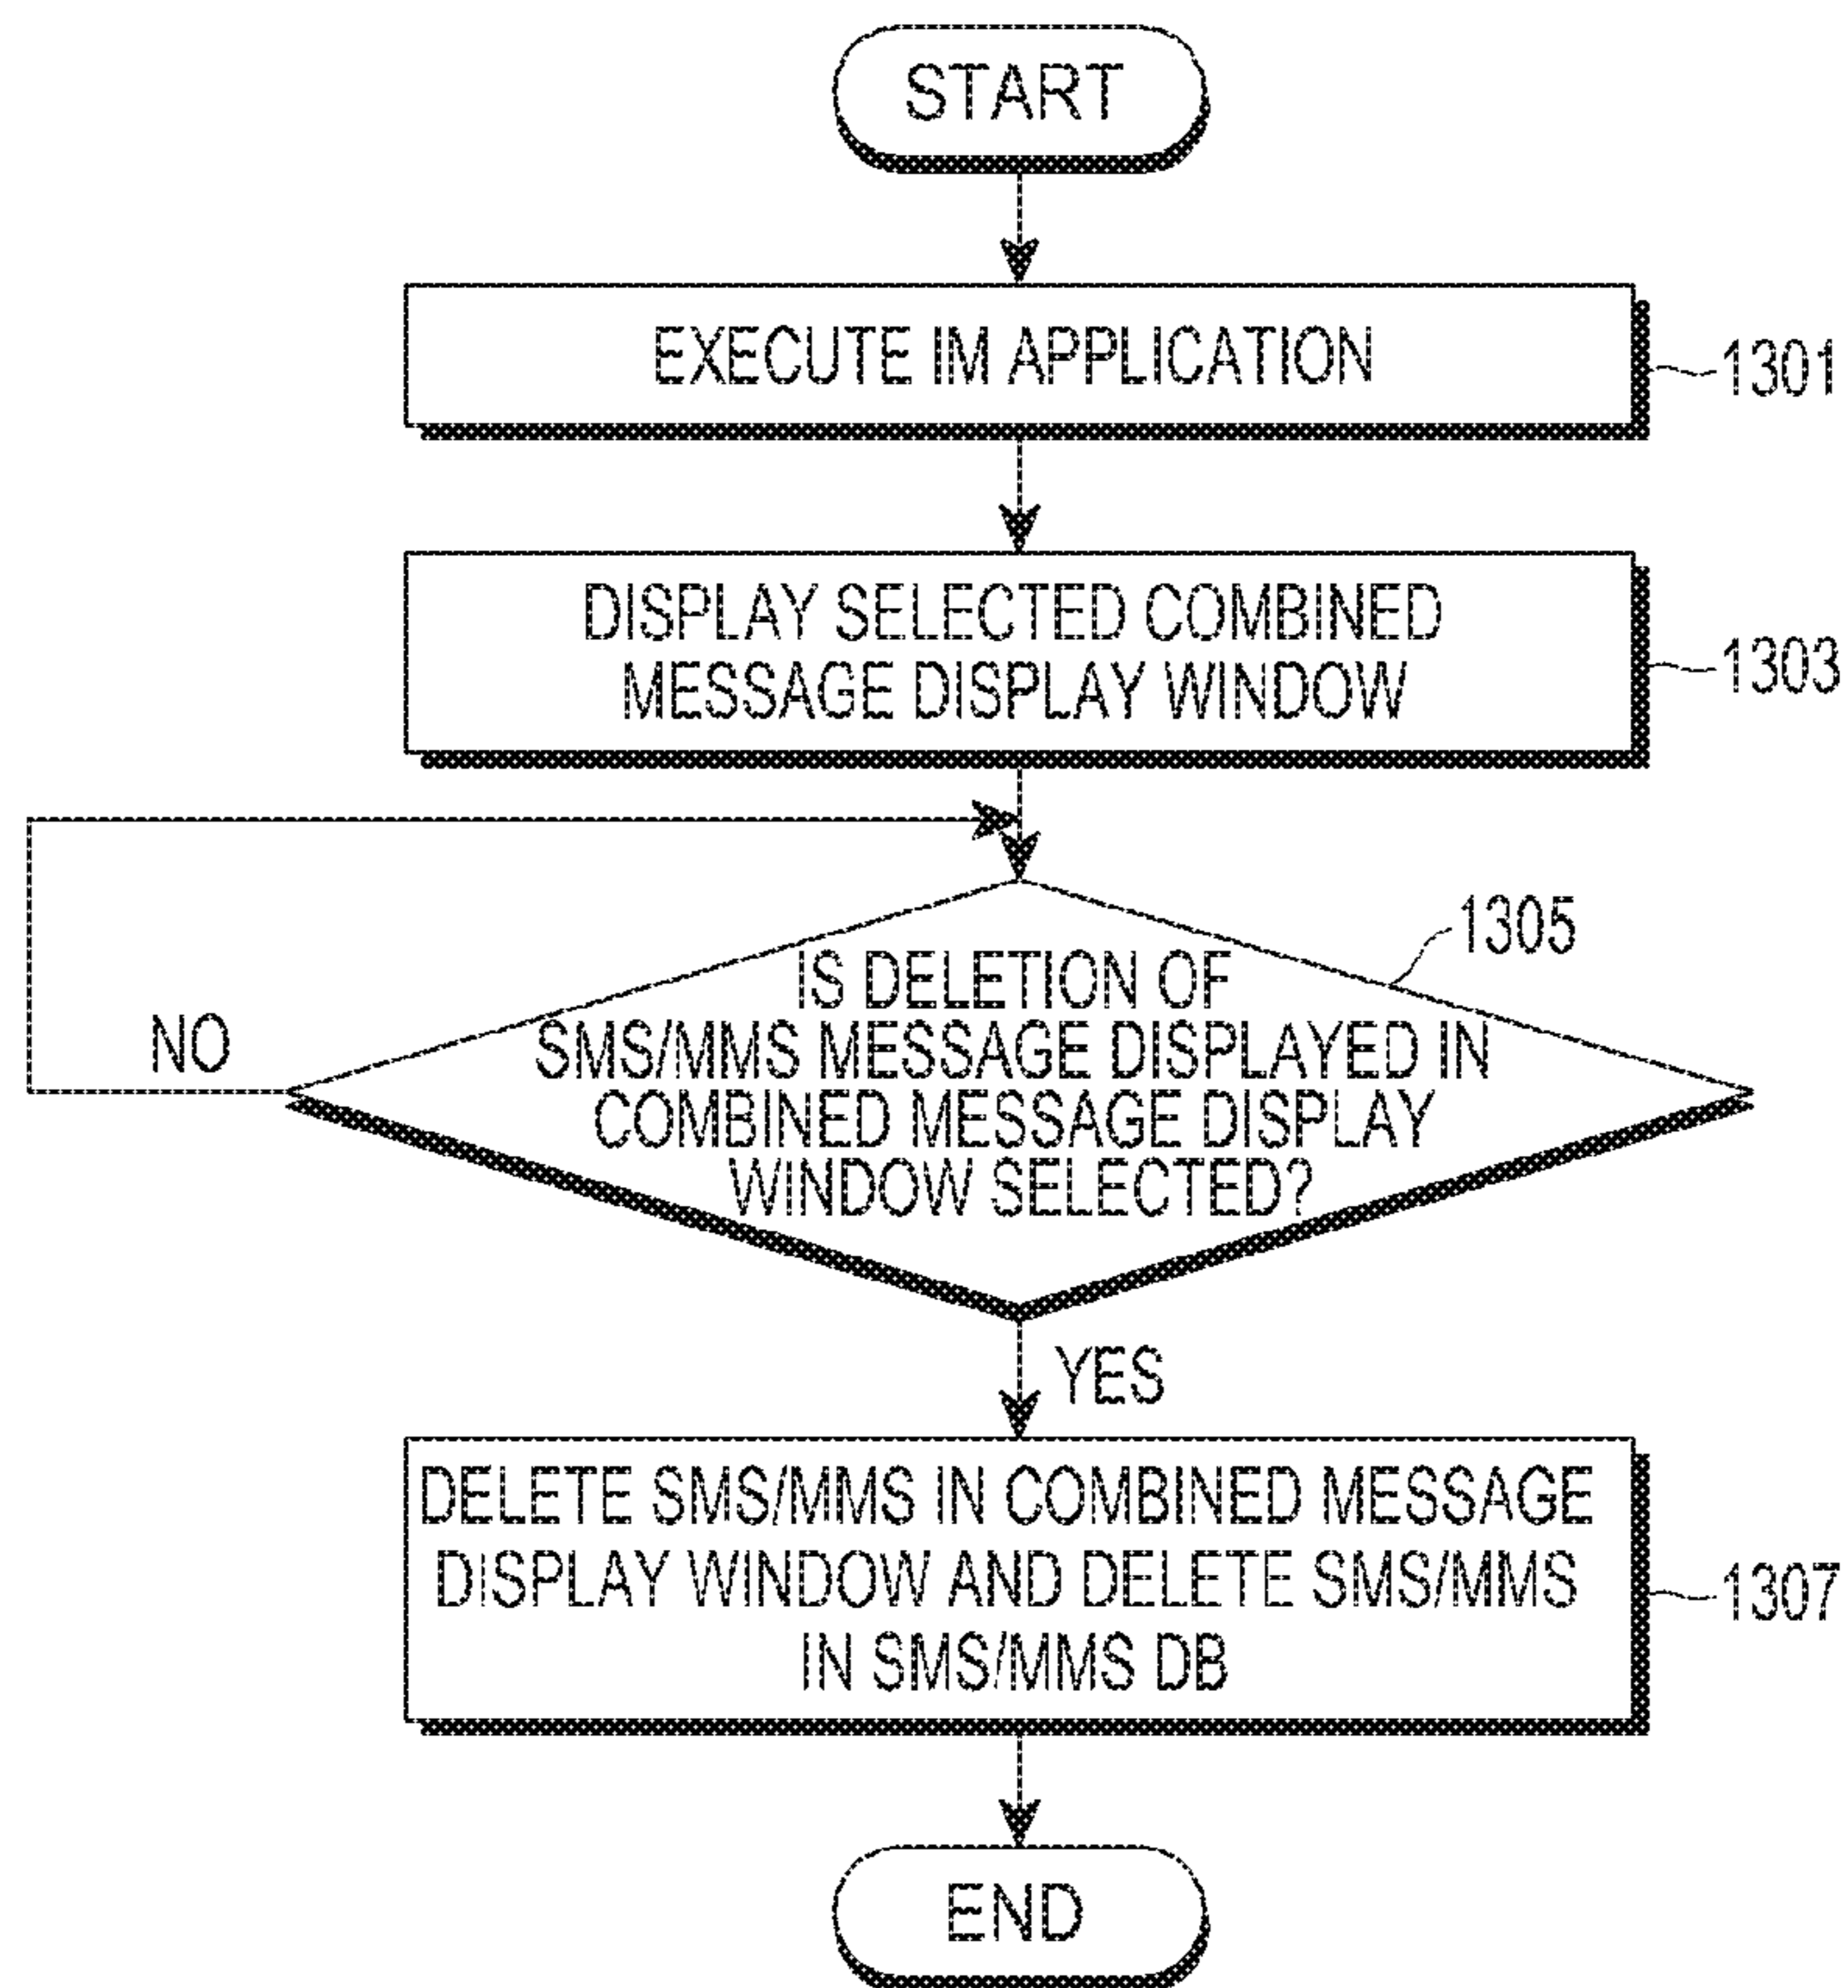 START
EXECUTE IM APPLICATION
1301
DISPLAY SELECTED COMBINED
MESSAGE DISPLAY WINDOW
1303
1305
IS DELETION OF
SMS/MMS MESSAGE DISPLAYED IN
COMBINED MESSAGE DISPLAY
WINDOW SELECTED?
NO
YES
DELETE SMS/MMS IN COMBINED MESSAGE
DISPLAY WINDOW AND DELETE SMS/MMS
IN SMS/MMS DB
1307
END